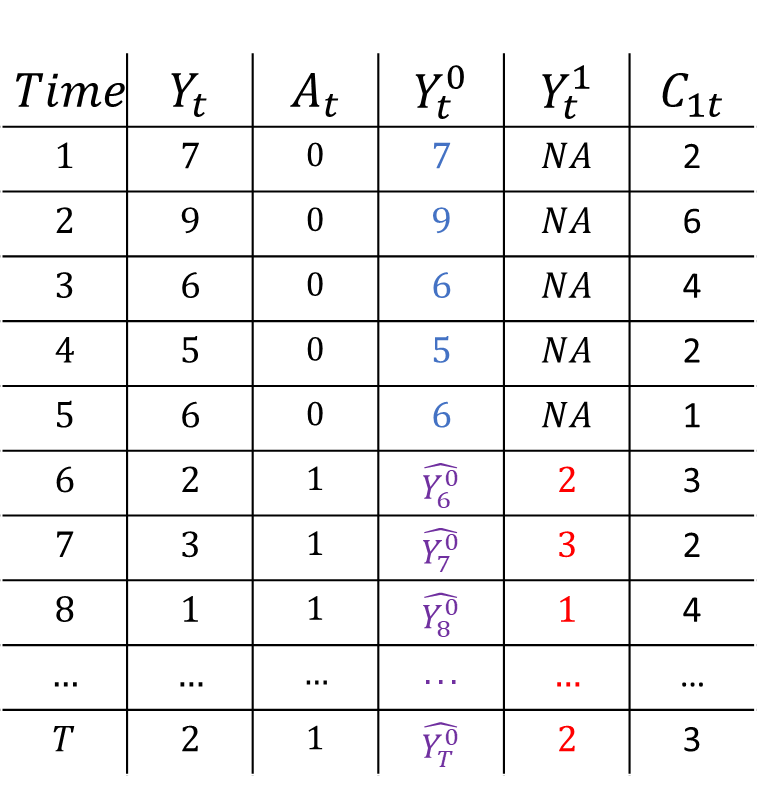 Time Y_t A_t Y_t^0 Y_t^1 C_{1t}
1 7 0 7 NA 2
2 9 0 9 NA 6
3 6 0 6 NA 4
4 5 0 5 NA 2
5 6 0 6 NA 1
6 2 1 \widehat{Y_6^0} 2 3
7 3 1 \widehat{Y_7^0} 3 2
8 1 1 \widehat{Y_8^0} 1 4
... ... ... ... ... ...
T 2 1 \widehat{Y_T^0} 2 3